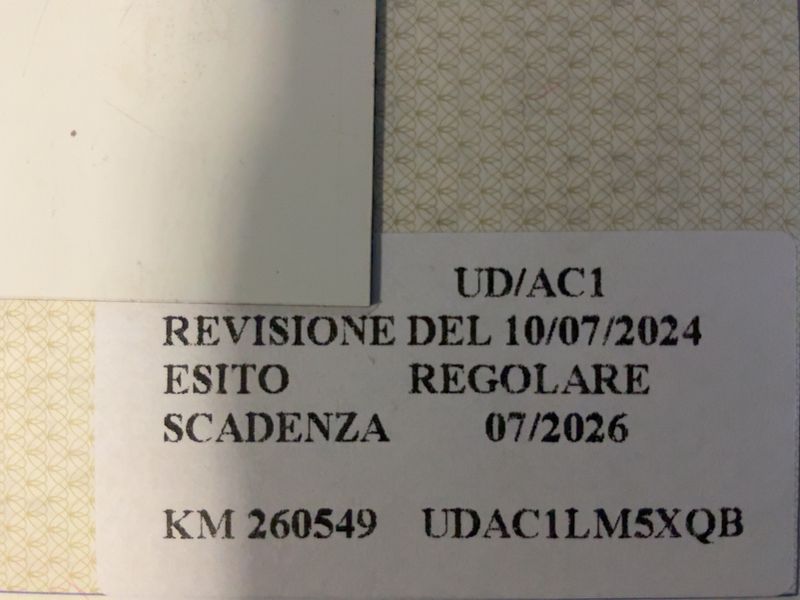 UD/AC1
REVISIONE DEL 10/07/2024
ESITO REGOLARE
SCADENZA 07/2026
KM 260549 UDAC1LM5XQB